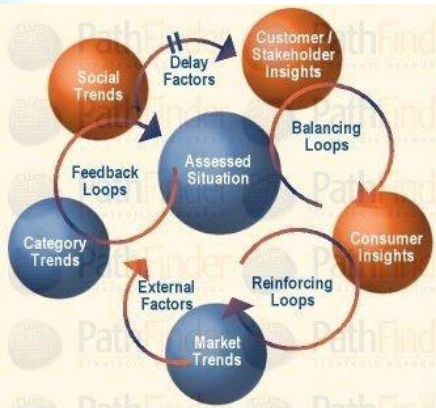 Customer /
Stakeholder
Insights
Social
Trends
Delay
Factors
Balancing
Loops
Assessed
Situation
Feedback
Loops
Category
Trends
Consumer
Insights
External
Factors
Reinforcing
Loops
Market
Trends
PathFinder